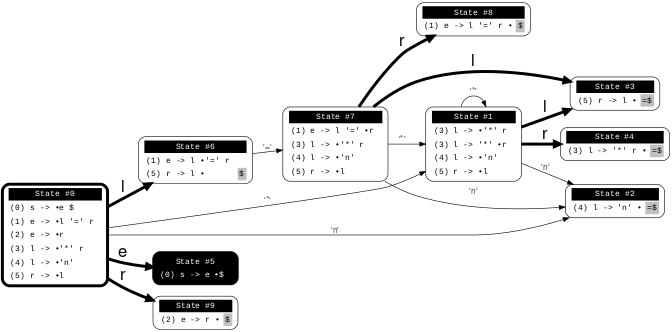 State #8
(1) e -> l '=' r • $
r
l
State #3
(5) r -> l • =$
'*'
State #7
(1) e -> l '=' •r
(3) l -> •'*' r
(4) l -> •'n'
(5) r -> •l
'*'
State #1
(3) l -> •'*' r
(3) l -> '*' •r
(4) l -> •'n'
(5) r -> •l
l
r
State #4
(3) l -> '*' r • =$
State #6
(1) e -> l •'=' r
(5) r -> l • $
'='
'n'
'n'
State #2
(4) l -> 'n' • =$
State #0
(0) s -> •e $
(1) e -> •l '=' r
(2) e -> •r
(3) l -> •'*' r
(4) l -> •'n'
(5) r -> •l
l
'*'
'n'
e
r
State #5
(0) s -> e •$
State #9
(2) e -> r • $